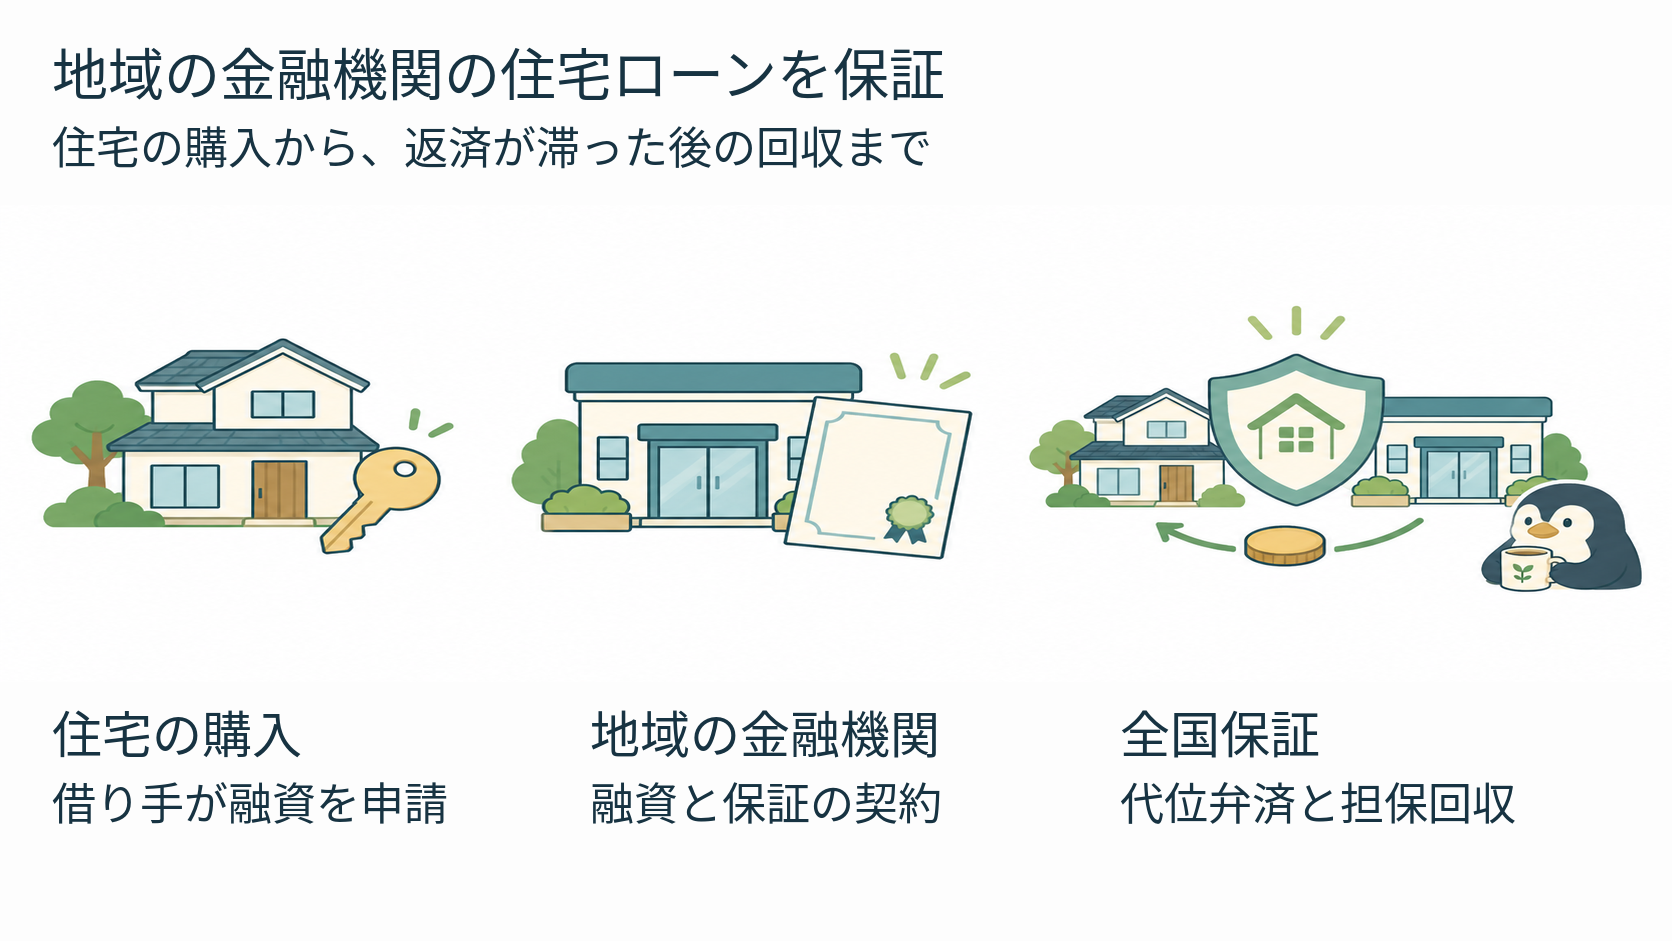 地域の金融機関の住宅ローンを保証
住宅の購入から、返済が滞った後の回収まで
住宅の購入
借り手が融資を申請
地域の金融機関
融資と保証の契約
全国保証
代位弁済と担保回収